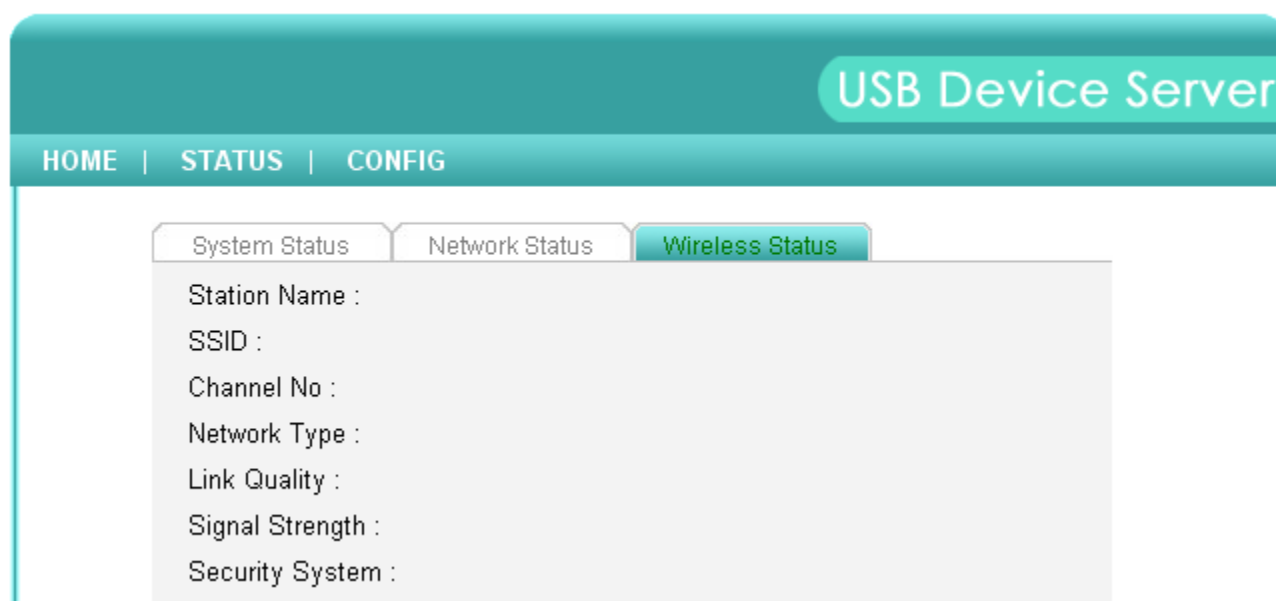 USB Device Server
HOME | STATUS | CONFIG
System Status Network Status Wireless Status
Station Name :
SSID :
Channel No :
Network Type :
Link Quality :
Signal Strength :
Security System :